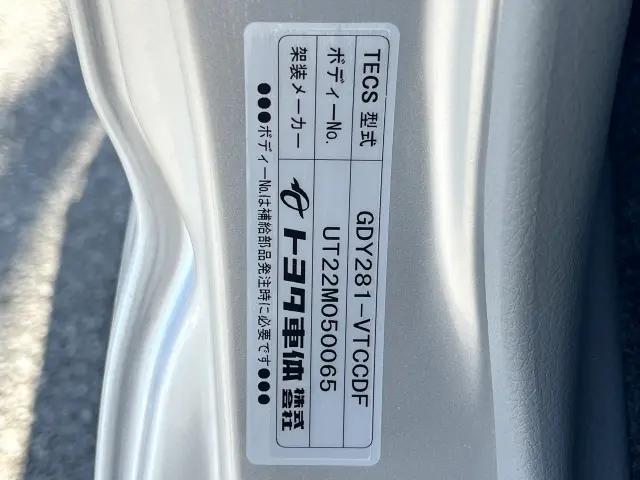 TECS 型式 GDY281-VTCCDF
ボディーNo. UT22M050065
架装メーカー トヨタ車体 株式会社
●●●ボディーNo.は補給部品発注時に必要です●●●